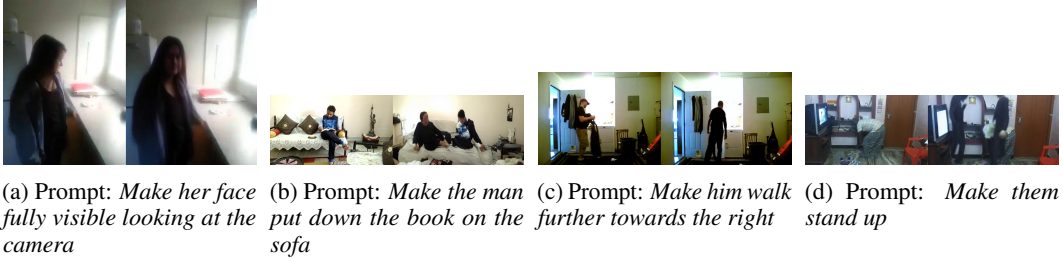 (a) Prompt: Make her face
fully visible looking at the
camera
(b) Prompt: Make the man
put down the book on the
sofa
(c) Prompt: Make him walk
further towards the right
(d) Prompt: Make them
stand up